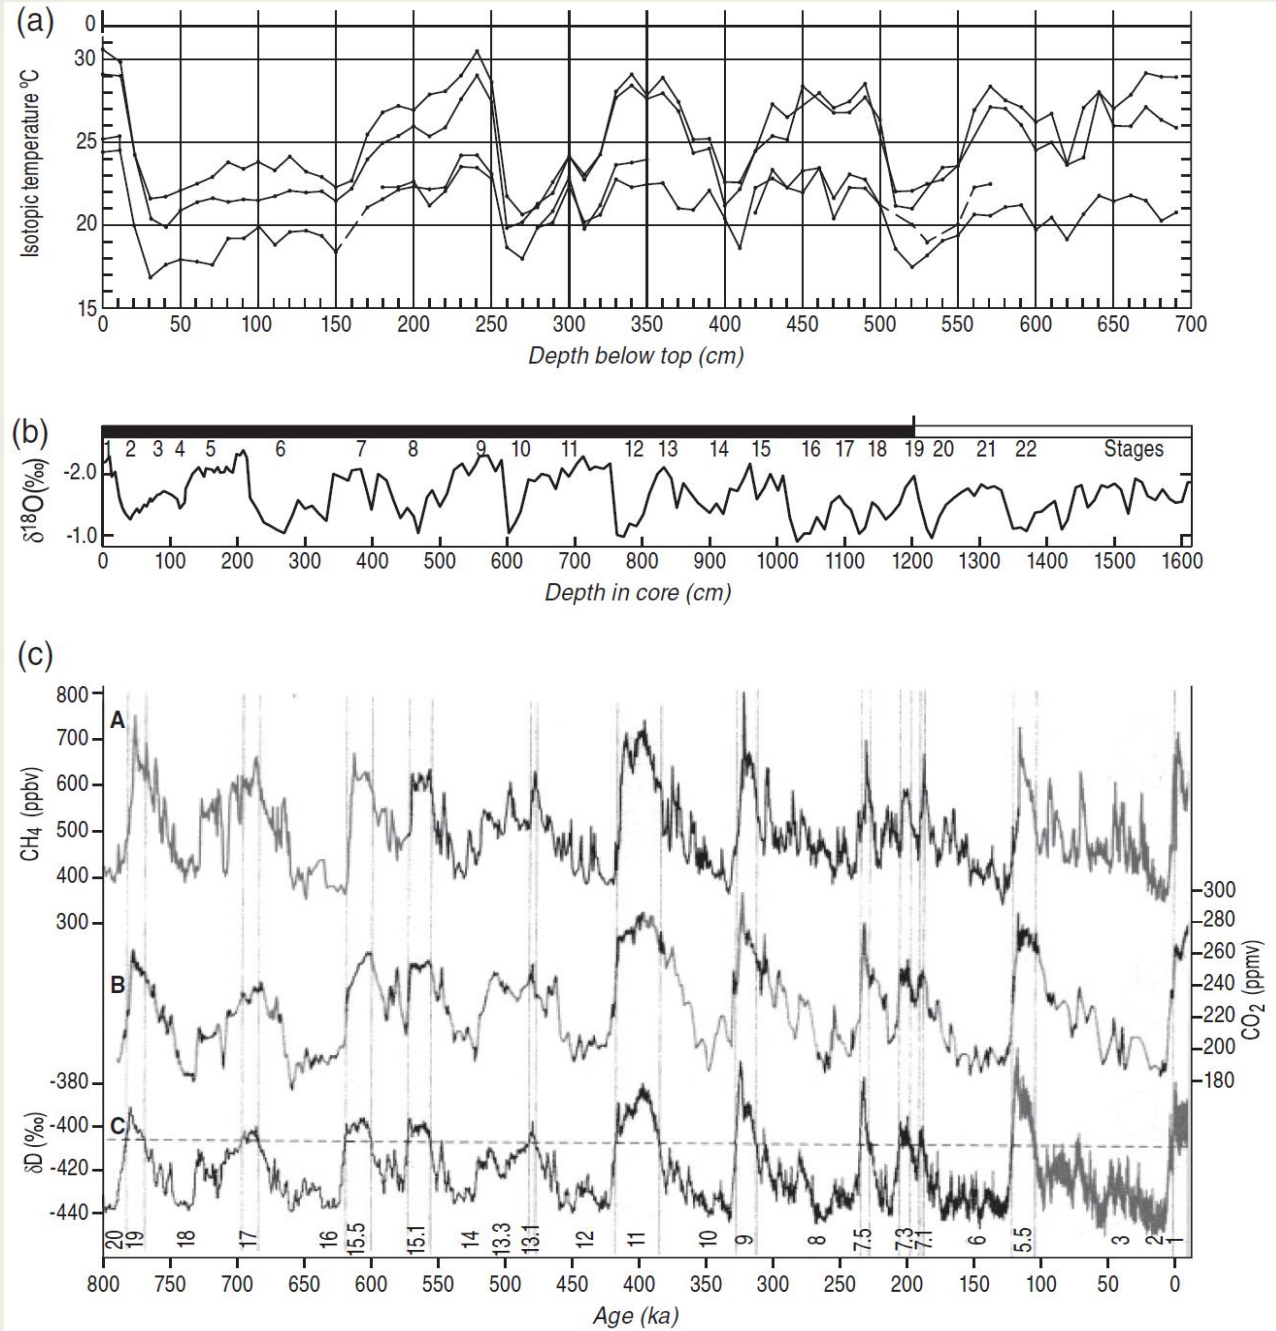 (a)
0
30
25
20
15
Isotopic temperature °C
0 50 100 150 200 250 300 350 400 450 500 550 600 650 700
Depth below top (cm)
(b)
1 2 3 4 5 6 7 8 9 10 11 12 13 14 15 16 17 18 19 20 21 22 Stages
-2.0
-1.0
δ18O(‰)
0 100 200 300 400 500 600 700 800 900 1000 1100 1200 1300 1400 1500 1600
Depth in core (cm)
(c)
A
800
700
600
500
400
300
CH4 (ppbv)
B
300
280
260
240
220
200
180
CO2 (ppmv)
C
-380
-400
-420
-440
δD(‰)
20 19 18 17 16 15.5 15.1 14 13.3 13.1 12 11 10 9 8 7.5 7.3 7.1 6 5.5 3 2 1
800 750 700 650 600 550 500 450 400 350 300 250 200 150 100 50 0
Age (ka)